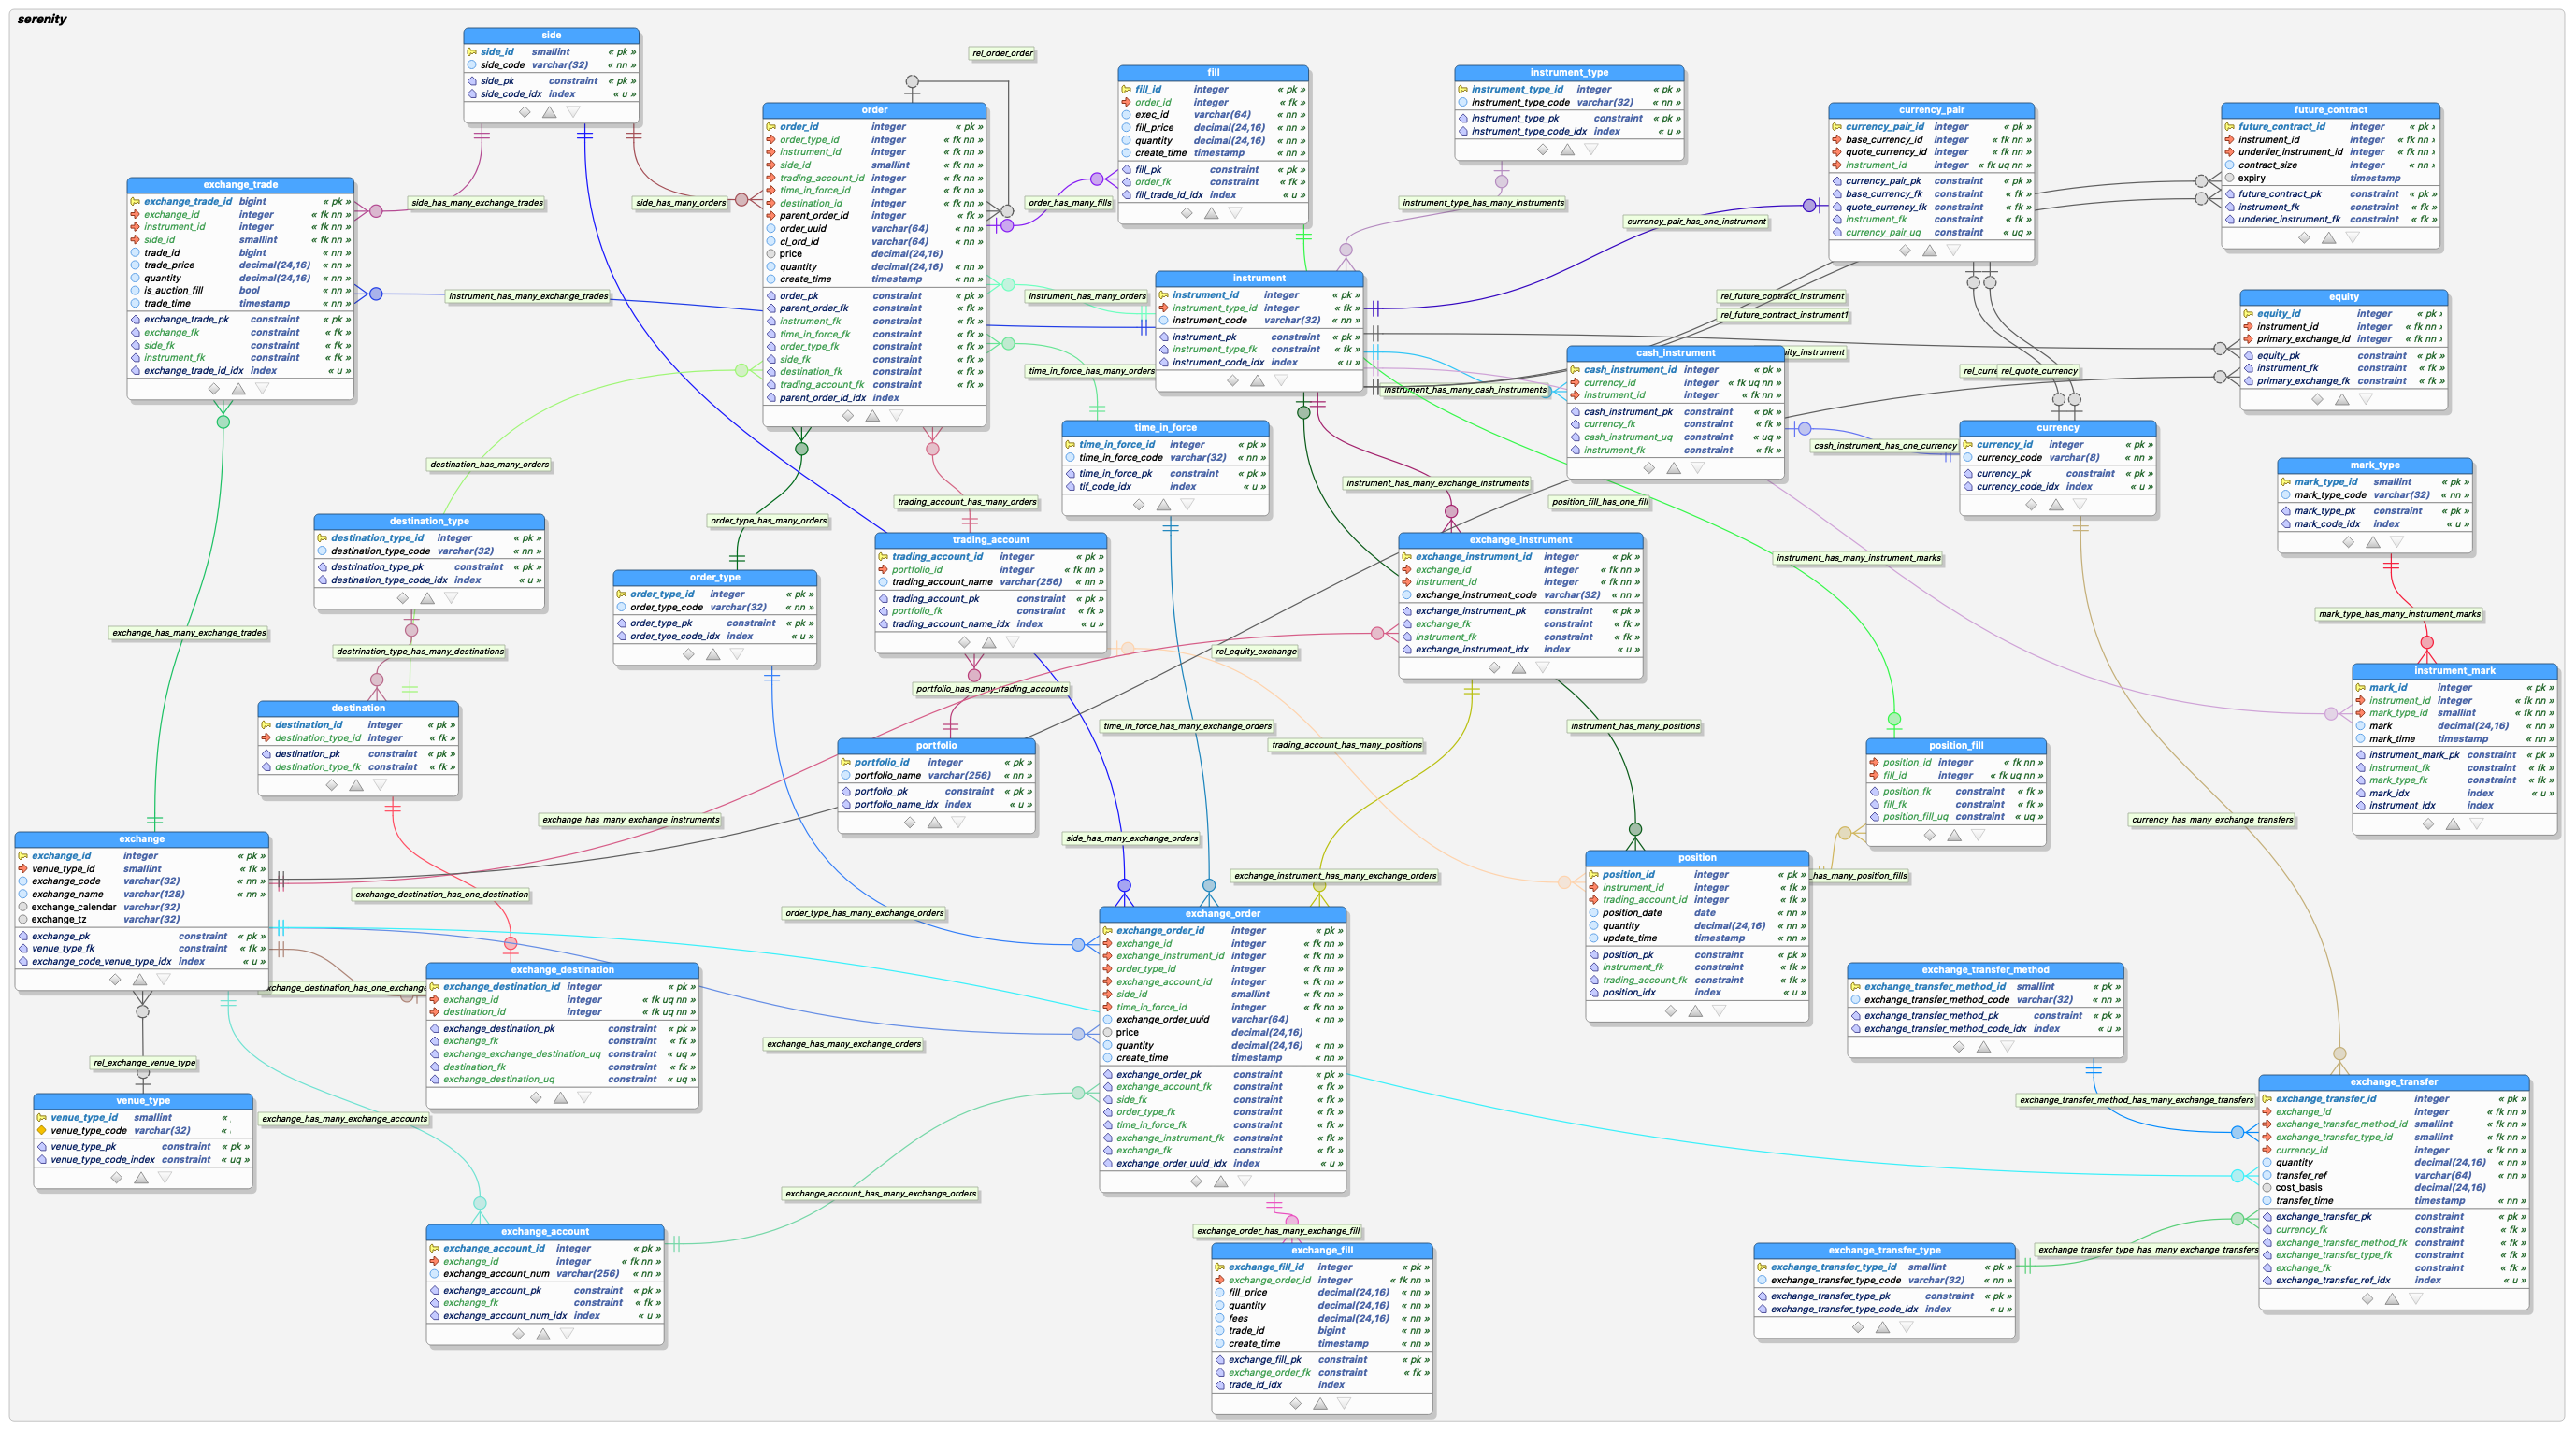 serenity
side
side_id smallint « pk »
side_code varchar(32) « nn »
side_pk constraint « pk »
side_code_idx index « u »
rel_order_order
order
order_id integer « pk »
order_type_id integer « fk nn »
instrument_id integer « fk nn »
side_id smallint « fk nn »
trading_account_id integer « fk nn »
time_in_force_id integer « fk nn »
destination_id integer « fk nn »
parent_order_id integer « fk »
order_uuid varchar(64) « nn »
cl_ord_id varchar(64) « nn »
price decimal(24,16)
quantity decimal(24,16) « nn »
create_time timestamp « nn »
order_pk constraint « pk »
parent_order_fk constraint « fk »
instrument_fk constraint « fk »
time_in_force_fk constraint « fk »
order_type_fk constraint « fk »
side_fk constraint « fk »
destination_fk constraint « fk »
trading_account_fk constraint « fk »
parent_order_id_idx index
fill
fill_id integer « pk »
order_id integer « fk »
exec_id varchar(64) « nn »
fill_price decimal(24,16) « nn »
quantity decimal(24,16) « nn »
create_time timestamp « nn »
fill_pk constraint « pk »
order_fk constraint « fk »
fill_trade_id_idx index « u »
instrument_type
instrument_type_id integer « pk »
instrument_type_code varchar(32) « nn »
instrument_type_pk constraint « pk »
instrument_type_code_idx index « u »
currency_pair
currency_pair_id integer « pk »
base_currency_id integer « fk nn »
quote_currency_id integer « fk nn »
instrument_id integer « fk uq nn »
currency_pair_pk constraint « pk »
base_currency_fk constraint « fk »
quote_currency_fk constraint « fk »
instrument_fk constraint « fk »
currency_pair_uq constraint « uq »
future_contract
future_contract_id integer « pk ›
instrument_id integer « fk nn ›
underlier_instrument_id integer « fk nn ›
contract_size integer « nn ›
expiry timestamp
future_contract_pk constraint « pk »
instrument_fk constraint « fk »
underier_instrument_fk constraint « fk »
exchange_trade
exchange_trade_id bigint « pk »
exchange_id integer « fk nn »
instrument_id integer « fk nn »
side_id smallint « fk nn »
trade_id bigint « nn »
trade_price decimal(24,16) « nn »
quantity decimal(24,16) « nn »
is_auction_fill bool « nn »
trade_time timestamp « nn »
exchange_trade_pk constraint « pk »
exchange_fk constraint « fk »
side_fk constraint « fk »
instrument_fk constraint « fk »
exchange_trade_id_idx index « u »
side_has_many_exchange_trades
side_has_many_orders
order_has_many_fills
instrument_type_has_many_instruments
currency_pair_has_one_instrument
instrument_has_many_exchange_trades
instrument_has_many_orders
rel_future_contract_instrument
rel_future_contract_instrument1
instrument
instrument_id integer « pk »
instrument_type_id integer « fk »
instrument_code varchar(32) « nn »
instrument_pk constraint « pk »
instrument_type_fk constraint « fk »
instrument_code_idx index « u »
equity
equity_id integer « pk ›
instrument_id integer « fk nn ›
primary_exchange_id integer « fk nn ›
equity_pk constraint « pk »
instrument_fk constraint « fk »
primary_exchange_fk constraint « fk »
uity_instrument
cash_instrument
cash_instrument_id integer « pk »
currency_id integer « fk uq nn »
instrument_id integer « fk nn »
cash_instrument_pk constraint « pk »
currency_fk constraint « fk »
cash_instrument_uq constraint « uq »
instrument_fk constraint « fk »
time_in_force_has_many_orders
instrument_has_many_cash_instruments
rel_curre
rel_quote_currency
time_in_force
time_in_force_id integer « pk »
time_in_force_code varchar(32) « nn »
time_in_force_pk constraint « pk »
tif_code_idx index « u »
currency
currency_id integer « pk »
currency_code varchar(8) « nn »
currency_pk constraint « pk »
currency_code_idx index « u »
cash_instrument_has_one_currency
destination_has_many_orders
mark_type
mark_type_id smallint « pk »
mark_type_code varchar(32) « nn »
mark_type_pk constraint « pk »
mark_code_idx index « u »
instrument_has_many_exchange_instruments
trading_account_has_many_orders
position_fill_has_one_fill
order_type_has_many_orders
destination_type
destination_type_id integer « pk »
destination_type_code varchar(32) « nn »
destrination_type_pk constraint « pk »
destination_type_code_idx index « u »
trading_account
trading_account_id integer « pk »
portfolio_id integer « fk nn »
trading_account_name varchar(256) « nn »
trading_account_pk constraint « pk »
portfolio_fk constraint « fk »
trading_account_name_idx index « u »
exchange_instrument
exchange_instrument_id integer « pk »
exchange_id integer « fk nn »
instrument_id integer « fk nn »
exchange_instrument_code varchar(32) « nn »
exchange_instrument_pk constraint « pk »
exchange_fk constraint « fk »
instrument_fk constraint « fk »
exchange_instrument_idx index « u »
instrument_has_many_instrument_marks
order_type
order_type_id integer « pk »
order_type_code varchar(32) « nn »
order_type_pk constraint « pk »
order_tyoe_code_idx index « u »
mark_type_has_many_instrument_marks
exchange_has_many_exchange_trades
destrination_type_has_many_destinations
rel_equity_exchange
instrument_mark
mark_id integer « pk »
instrument_id integer « fk nn »
mark_type_id smallint « fk nn »
mark decimal(24,16) « nn »
mark_time timestamp « nn »
instrument_mark_pk constraint « pk »
instrument_fk constraint « fk »
mark_type_fk constraint « fk »
mark_idx index « u »
instrument_idx index
portfolio_has_many_trading_accounts
destination
destination_id integer « pk »
destination_type_id integer « fk »
destination_pk constraint « pk »
destination_type_fk constraint « fk »
time_in_force_has_many_exchange_orders
trading_account_has_many_positions
instrument_has_many_positions
portfolio
portfolio_id integer « pk »
portfolio_name varchar(256) « nn »
portfolio_pk constraint « pk »
portfolio_name_idx index « u »
position_fill
position_id integer « fk nn »
fill_id integer « fk uq nn »
position_fk constraint « fk »
fill_fk constraint « fk »
position_fill_uq constraint « uq »
exchange_has_many_exchange_instruments
currency_has_many_exchange_transfers
side_has_many_exchange_orders
exchange
exchange_id integer « pk »
venue_type_id smallint « fk »
exchange_code varchar(32) « nn »
exchange_name varchar(128) « nn »
exchange_calendar varchar(32)
exchange_tz varchar(32)
exchange_pk constraint « pk »
venue_type_fk constraint « fk »
exchange_code_venue_type_idx index « u »
position
position_id integer « pk »
instrument_id integer « fk »
trading_account_id integer « fk »
position_date date « nn »
quantity decimal(24,16) « nn »
update_time timestamp « nn »
position_pk constraint « pk »
instrument_fk constraint « fk »
trading_account_fk constraint « fk »
position_idx index « u »
_has_many_position_fills
exchange_instrument_has_many_exchange_orders
exchange_destination_has_one_destination
order_type_has_many_exchange_orders
exchange_order
exchange_order_id integer « pk »
exchange_id integer « fk nn »
exchange_instrument_id integer « fk nn »
order_type_id integer « fk nn »
exchange_account_id integer « fk nn »
side_id smallint « fk nn »
time_in_force_id integer « fk nn »
exchange_order_uuid varchar(64) « nn »
price decimal(24,16)
quantity decimal(24,16) « nn »
create_time timestamp « nn »
exchange_order_pk constraint « pk »
exchange_account_fk constraint « fk »
side_fk constraint « fk »
order_type_fk constraint « fk »
time_in_force_fk constraint « fk »
exchange_instrument_fk constraint « fk »
exchange_fk constraint « fk »
exchange_order_uuid_idx index « u »
exchange_destination
exchange_destination_id integer « pk »
exchange_id integer « fk uq nn »
destination_id integer « fk uq nn »
exchange_destination_pk constraint « pk »
exchange_fk constraint « fk »
exchange_exchange_destination_uq constraint « uq »
destination_fk constraint « fk »
exchange_destination_uq constraint « uq »
xchange_destination_has_one_exchange
exchange_transfer_method
exchange_transfer_method_id smallint « pk »
exchange_transfer_method_code varchar(32) « nn »
exchange_transfer_method_pk constraint « pk »
exchange_transfer_method_code_idx index « u »
exchange_has_many_exchange_orders
rel_exchange_venue_type
venue_type
venue_type_id smallint «
venue_type_code varchar(32) «
venue_type_pk constraint « pk »
venue_type_code_index constraint « uq »
exchange_has_many_exchange_accounts
exchange_transfer_method_has_many_exchange_transfers
exchange_transfer
exchange_transfer_id integer « pk »
exchange_id integer « fk nn »
exchange_transfer_method_id smallint « fk nn »
exchange_transfer_type_id smallint « fk nn »
currency_id integer « fk nn »
quantity decimal(24,16) « nn »
transfer_ref varchar(64) « nn »
cost_basis decimal(24,16)
transfer_time timestamp « nn »
exchange_transfer_pk constraint « pk »
currency_fk constraint « fk »
exchange_transfer_method_fk constraint « fk »
exchange_transfer_type_fk constraint « fk »
exchange_fk constraint « fk »
exchange_transfer_ref_idx index « u »
exchange_account_has_many_exchange_orders
exchange_account
exchange_account_id integer « pk »
exchange_id integer « fk nn »
exchange_account_num varchar(256) « nn »
exchange_account_pk constraint « pk »
exchange_fk constraint « fk »
exchange_account_num_idx index « u »
exchange_order_has_many_exchange_fill
exchange_fill
exchange_fill_id integer « pk »
exchange_order_id integer « fk nn »
fill_price decimal(24,16) « nn »
quantity decimal(24,16) « nn »
fees decimal(24,16) « nn »
trade_id bigint « nn »
create_time timestamp « nn »
exchange_fill_pk constraint « pk »
exchange_order_fk constraint « fk »
trade_id_idx index
exchange_transfer_type
exchange_transfer_type_id smallint « pk »
exchange_transfer_type_code varchar(32) « nn »
exchange_transfer_type_pk constraint « pk »
exchange_transfer_type_code_idx index « u »
exchange_transfer_type_has_many_exchange_transfers